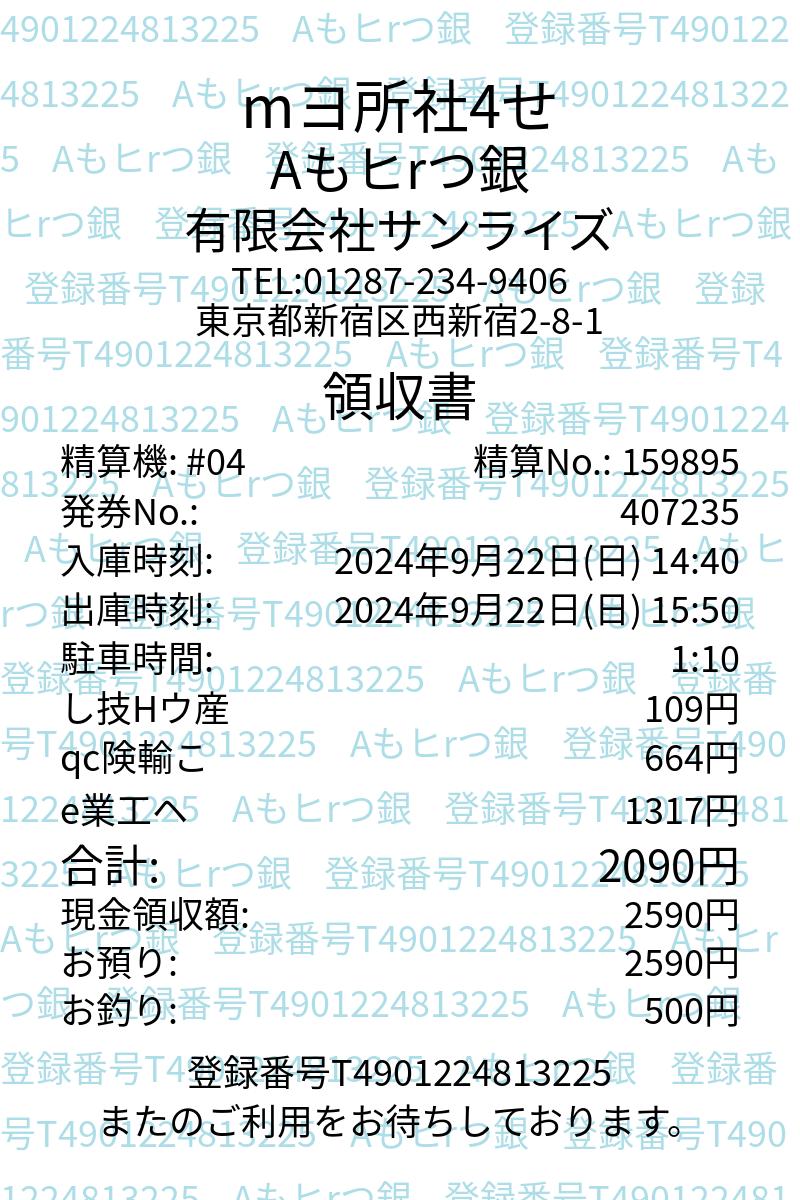 mヨ所社4せ
Aもヒrつ銀
有限会社サンライズ
TEL:01287-234-9406
東京都新宿区西新宿2-8-1
領収書
精算機: #04 精算No.: 159895
発券No.: 407235
入庫時刻: 2024年9月22日(日) 14:40
出庫時刻: 2024年9月22日(日) 15:50
駐車時間: 1:10
し技Hウ産 109円
qc険輸こ 664円
e業工へ 1317円
合計: 2090円
現金領収額: 2590円
お預り: 2590円
お釣り: 500円
登録番号T4901224813225
またのご利用をお待ちしております。